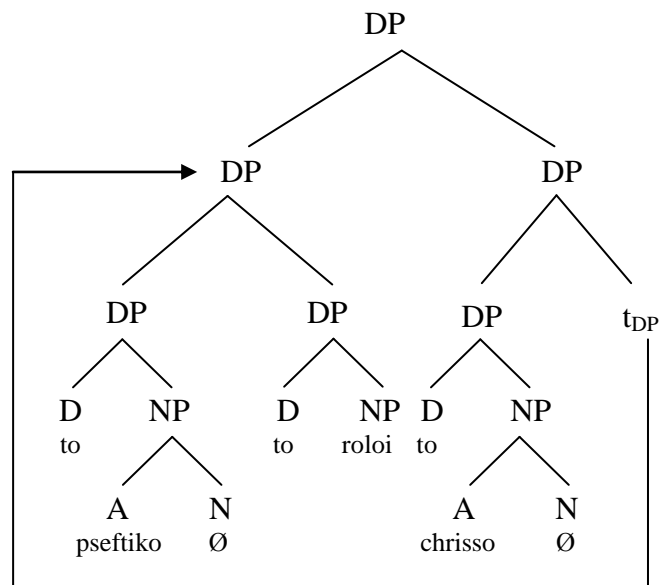 DP
DP DP
DP DP DP t_DP
D NP D NP D NP
to to roloi to
A N A N
pseftiko Ø chrisso Ø